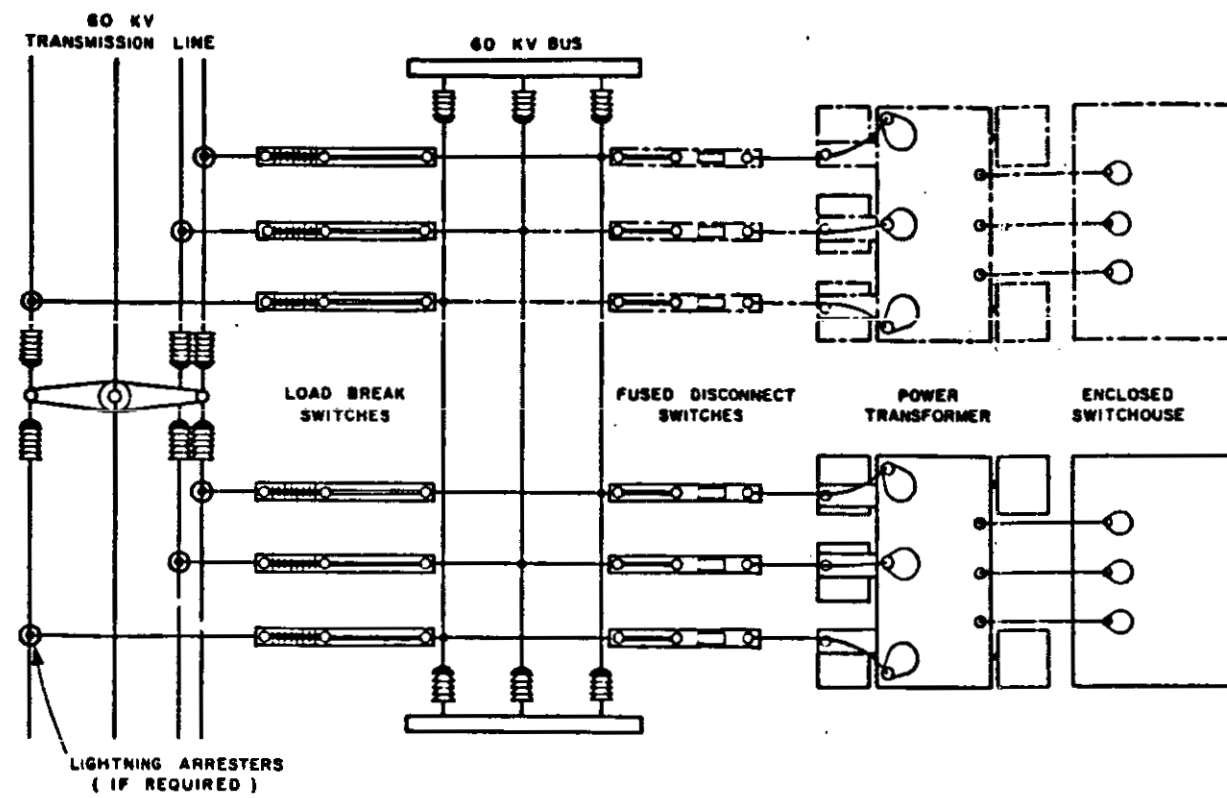 60 KV
TRANSMISSION LINE
60 KV BUS
LOAD BREAK
SWITCHES
FUSED DISCONNECT
SWITCHES
POWER
TRANSFORMER
ENCLOSED
SWITCHOUSE
LIGHTNING ARRESTERS
( IF REQUIRED )